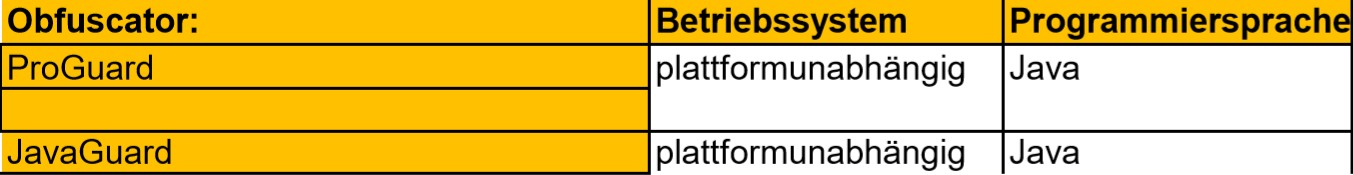 Obfuscator: Betriebssystem Programmiersprache
ProGuard plattformunabhängig Java
JavaGuard plattformunabhängig Java